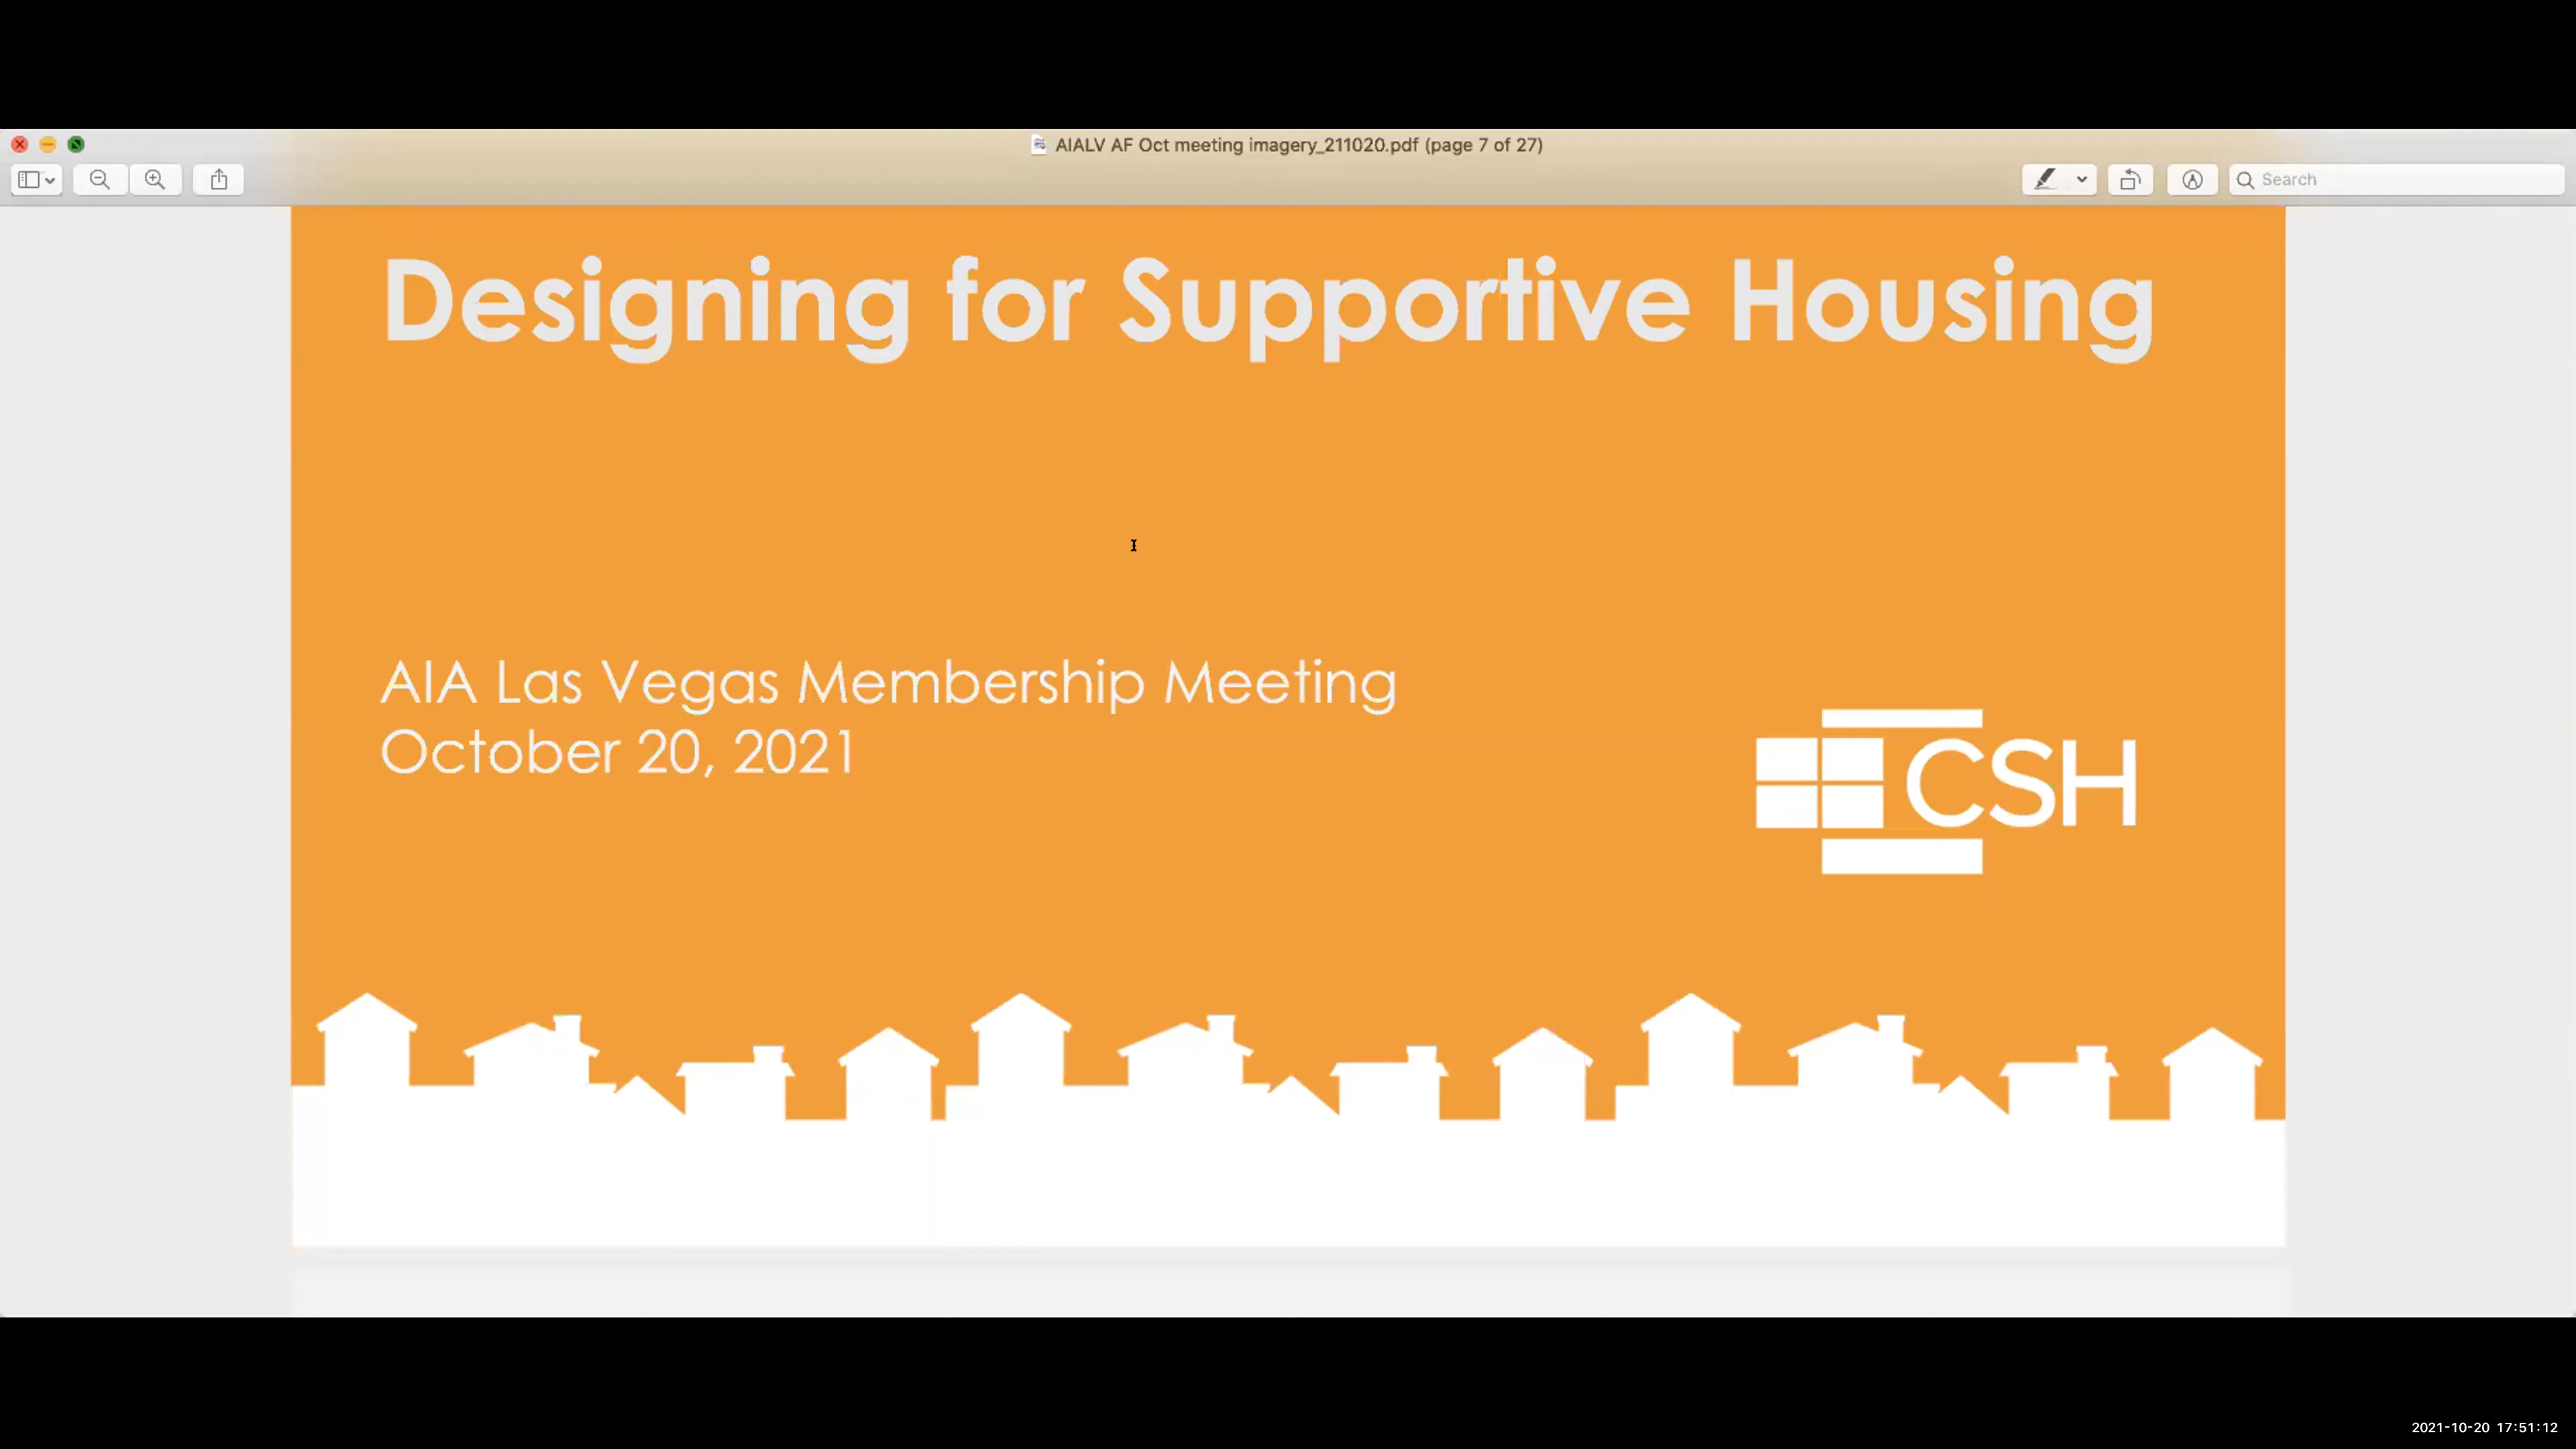 AIALV AF Oct meeting imagery_211020.pdf (page 7 of 27)
Search
Designing for Supportive Housing
AIA Las Vegas Membership Meeting
October 20, 2021
CSH
2021-10-20 17:51:12